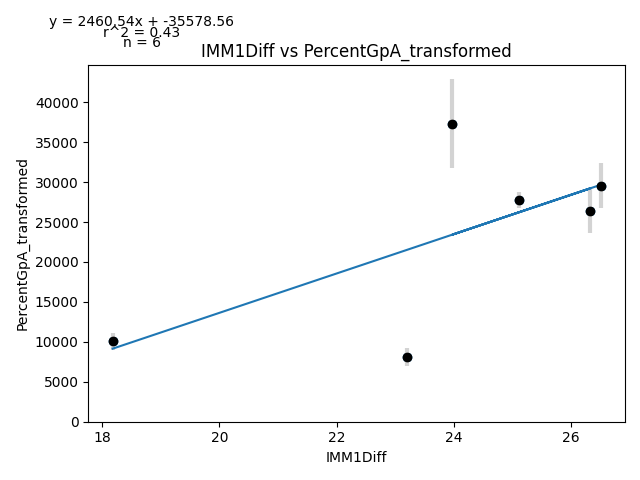 y = 2460.54x + -35578.56
r^2 = 0.43
n = 6
IMM1Diff vs PercentGpA_transformed
PercentGpA_transformed
40000
35000
30000
25000
20000
15000
10000
5000
0
18 20 22 24 26
IMM1Diff